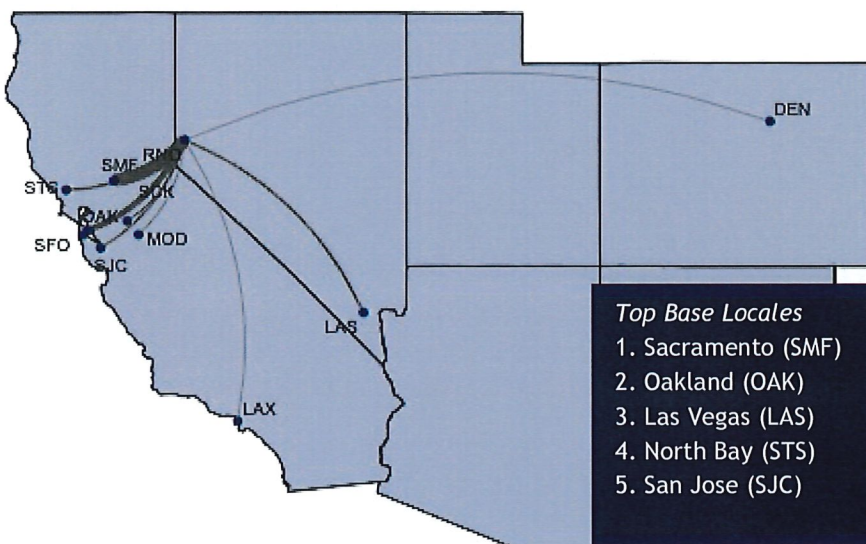 DEN
RNO
SMF
STS
SCK
OAK
SFO
MOD
SJC
LAS
LAX
Top Base Locales
1. Sacramento (SMF)
2. Oakland (OAK)
3. Las Vegas (LAS)
4. North Bay (STS)
5. San Jose (SJC)